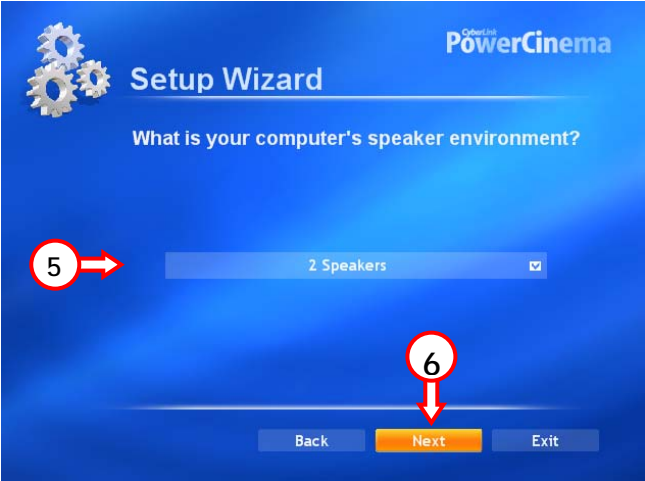 CyberLink
PowerCinema
Setup Wizard
What is your computer's speaker environment?
5
2 Speakers
6
Back Next Exit